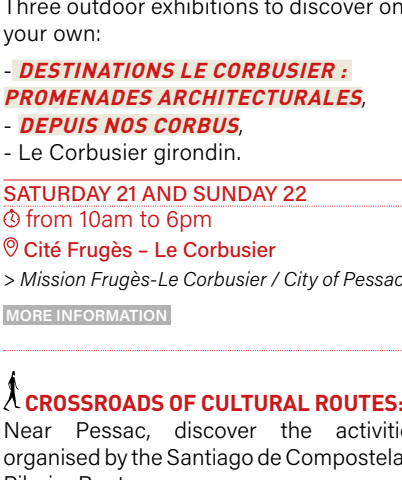 Three outdoor exhibitions to discover on
your own:
- DESTINATIONS LE CORBUSIER :
PROMENADES ARCHITECTURALES,
- DEPUIS NOS CORBUS,
- Le Corbusier girondin.
SATURDAY 21 AND SUNDAY 22
from 10am to 6pm
Cité Frugès – Le Corbusier
> Mission Frugès-Le Corbusier / City of Pessac
MORE INFORMATION
CROSSROADS OF CULTURAL ROUTES:
Near Pessac, discover the activiti
organised by the Santiago de Compostela